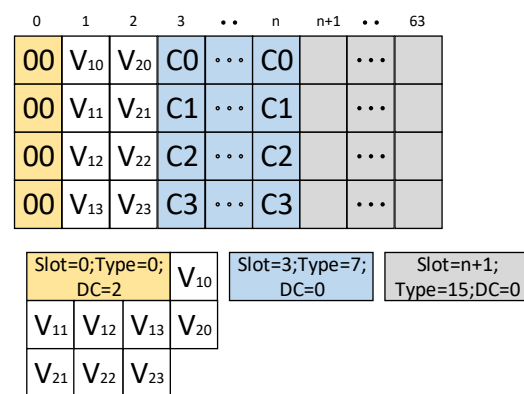 0 1 2 3 •• n n+1 •• 63
00 V10 V20 C0 ••• C0 •••
00 V11 V21 C1 ••• C1 •••
00 V12 V22 C2 ••• C2 •••
00 V13 V23 C3 ••• C3 •••
Slot=0;Type=0;
DC=2
V10
Slot=3;Type=7;
DC=0
Slot=n+1;
Type=15;DC=0
V11 V12 V13 V20
V21 V22 V23